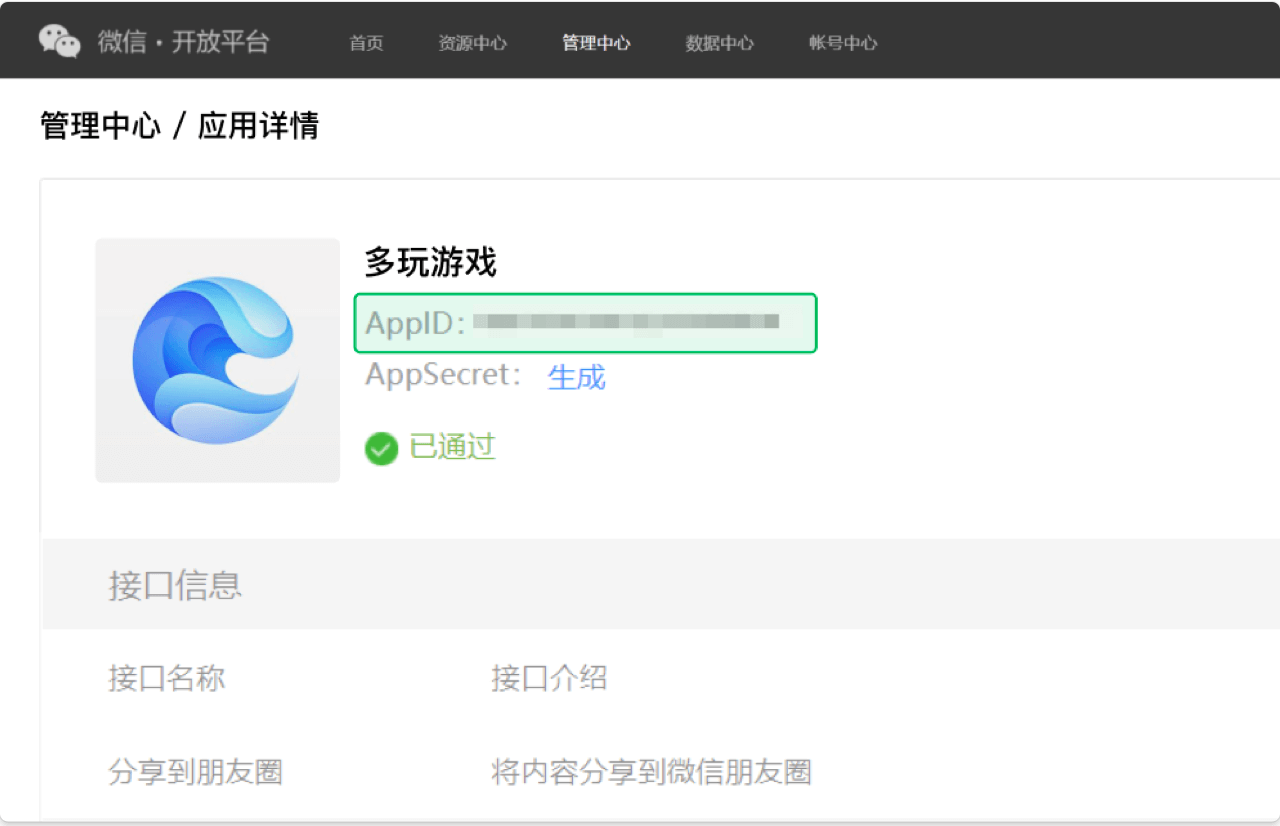 微信·开放平台 首页 资源中心 管理中心 数据中心 帐号中心
管理中心 / 应用详情
多玩游戏
AppID:
AppSecret: 生成
已通过
接口信息
接口名称 接口介绍
分享到朋友圈 将内容分享到微信朋友圈